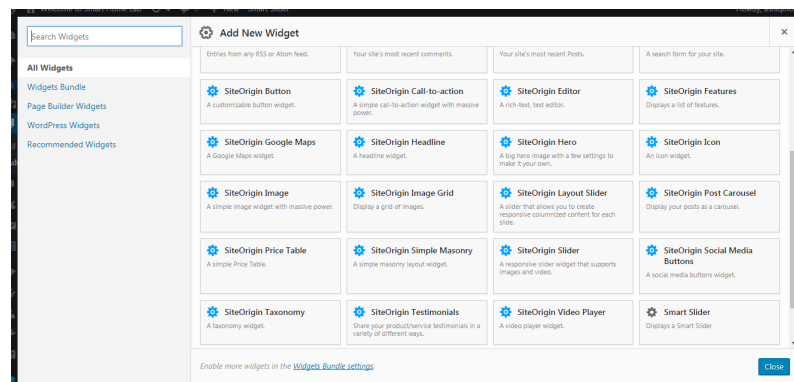 Welcome to Smart Home Lab
New
Smart Slider
Search Widgets
Add New Widget
All Widgets
Widgets Bundle
Page Builder Widgets
WordPress Widgets
Recommended Widgets
Entries from any RSS or Atom feed.
Your site's most recent comments.
Your site's most recent Posts.
A search form for your site.
SiteOrigin Button
A customizable button widget.
SiteOrigin Call-to-action
A simple call-to-action widget with massive
power.
SiteOrigin Editor
A rich-text, text editor.
SiteOrigin Features
Displays a list of features.
SiteOrigin Google Maps
A Google Maps widget.
SiteOrigin Headline
A headline widget.
SiteOrigin Hero
A big hero image with a few settings to
make it your own.
SiteOrigin Icon
An icon widget.
SiteOrigin Image
A simple image widget with massive power.
SiteOrigin Image Grid
Display a grid of images.
SiteOrigin Layout Slider
A slider that allows you to create
responsive columnized content for each
slide.
SiteOrigin Post Carousel
Display your posts as a carousel.
SiteOrigin Price Table
A simple Price Table.
SiteOrigin Simple Masonry
A simple masonry layout widget.
SiteOrigin Slider
A responsive slider widget that supports
images and video.
SiteOrigin Social Media
Buttons
A social media buttons widget.
SiteOrigin Taxonomy
A taxonomy widget.
SiteOrigin Testimonials
Share your product/service testimonials in a
variety of different ways.
SiteOrigin Video Player
A video player widget.
Smart Slider
Displays a Smart Slider
Enable more widgets in the Widgets Bundle settings.
Close